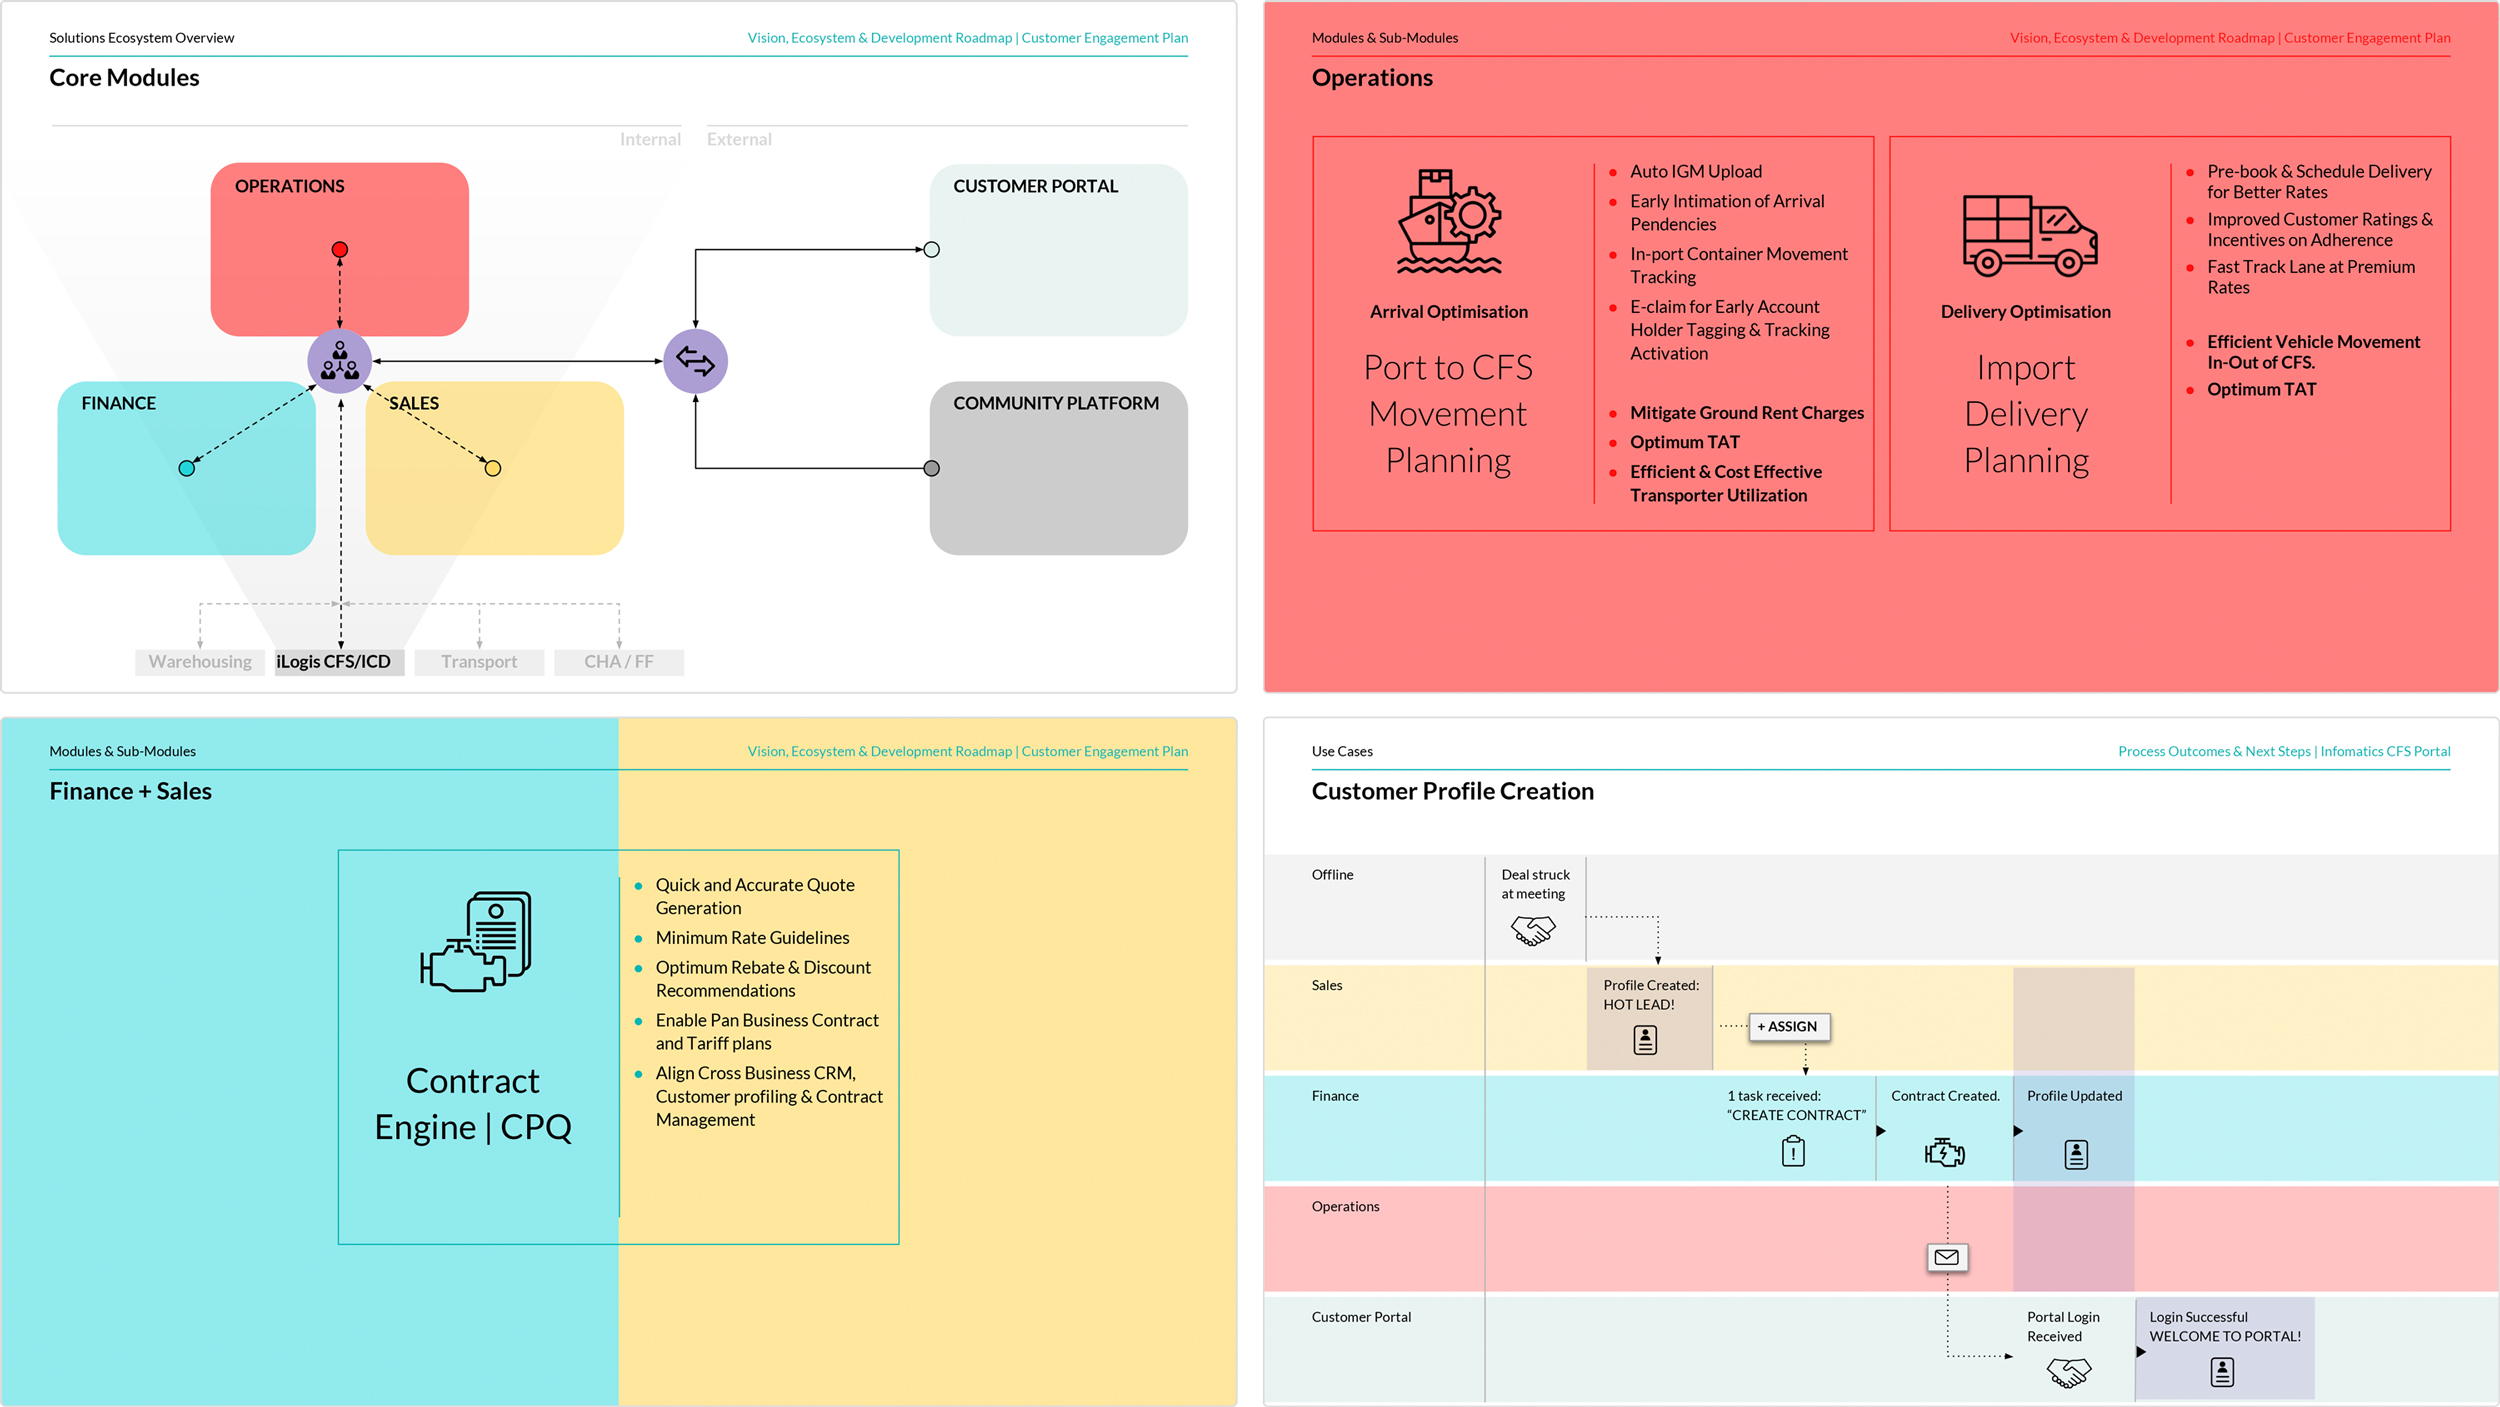 Solutions Ecosystem Overview
Vision, Ecosystem & Development Roadmap | Customer Engagement Plan
Core Modules
Internal
External
OPERATIONS
CUSTOMER PORTAL
FINANCE
SALES
COMMUNITY PLATFORM
Warehousing
iLogis CFS/ICD
Transport
CHA / FF
Modules & Sub-Modules
Vision, Ecosystem & Development Roadmap | Customer Engagement Plan
Operations
Arrival Optimisation
Port to CFS
Movement
Planning
Auto IGM Upload
Early Intimation of Arrival
Pendencies
In-port Container Movement
Tracking
E-claim for Early Account
Holder Tagging & Tracking
Activation
Mitigate Ground Rent Charges
Optimum TAT
Efficient & Cost Effective
Transporter Utilization
Delivery Optimisation
Import
Delivery
Planning
Pre-book & Schedule Delivery
for Better Rates
Improved Customer Ratings &
Incentives on Adherence
Fast Track Lane at Premium
Rates
Efficient Vehicle Movement
In-Out of CFS.
Optimum TAT
Modules & Sub-Modules
Vision, Ecosystem & Development Roadmap | Customer Engagement Plan
Finance + Sales
Contract
Engine | CPQ
Quick and Accurate Quote
Generation
Minimum Rate Guidelines
Optimum Rebate & Discount
Recommendations
Enable Pan Business Contract
and Tariff plans
Align Cross Business CRM,
Customer profiling & Contract
Management
Use Cases
Process Outcomes & Next Steps | Infomatics CFS Portal
Customer Profile Creation
Offline
Deal struck
at meeting
Sales
Profile Created:
HOT LEAD!
+ ASSIGN
Finance
1 task received:
“CREATE CONTRACT”
Contract Created.
Profile Updated
Operations
Customer Portal
Portal Login
Received
Login Successful
WELCOME TO PORTAL!